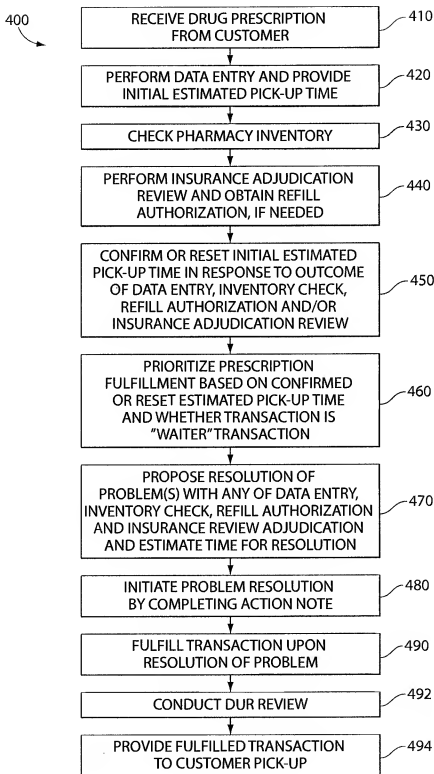 400
RECEIVE DRUG PRESCRIPTION
FROM CUSTOMER
410
PERFORM DATA ENTRY AND PROVIDE
INITIAL ESTIMATED PICK-UP TIME
420
CHECK PHARMACY INVENTORY
430
PERFORM INSURANCE ADJUDICATION
REVIEW AND OBTAIN REFILL
AUTHORIZATION, IF NEEDED
440
CONFIRM OR RESET INITIAL ESTIMATED
PICK-UP TIME IN RESPONSE TO OUTCOME
OF DATA ENTRY, INVENTORY CHECK,
REFILL AUTHORIZATION AND/OR
INSURANCE ADJUDICATION REVIEW
450
PRIORITIZE PRESCRIPTION
FULFILLMENT BASED ON CONFIRMED
OR RESET ESTIMATED PICK-UP TIME
AND WHETHER TRANSACTION IS
"WAITER" TRANSACTION
460
PROPOSE RESOLUTION OF
PROBLEM(S) WITH ANY OF DATA ENTRY,
INVENTORY CHECK, REFILL AUTHORIZATION
AND INSURANCE REVIEW ADJUDICATION
AND ESTIMATE TIME FOR RESOLUTION
470
INITIATE PROBLEM RESOLUTION
BY COMPLETING ACTION NOTE
480
FULFILL TRANSACTION UPON
RESOLUTION OF PROBLEM
490
CONDUCT DUR REVIEW
492
PROVIDE FULFILLED TRANSACTION
TO CUSTOMER PICK-UP
494